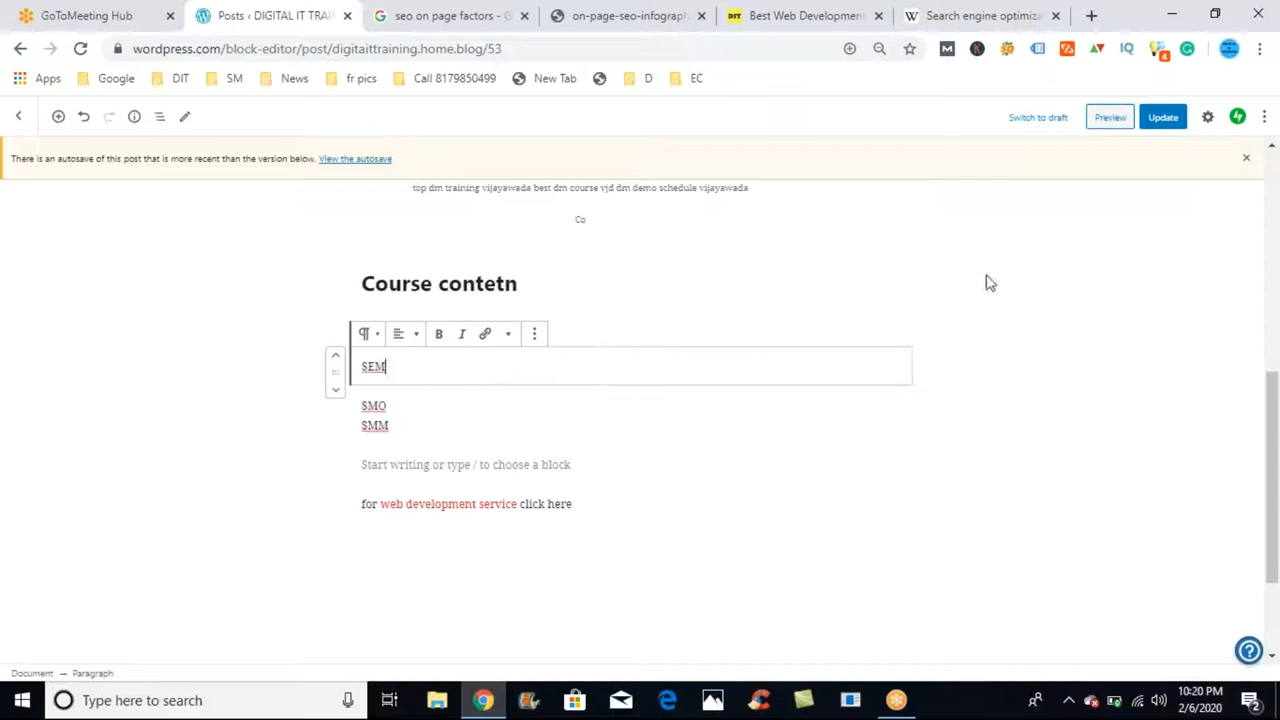 GoToMeeting Hub
Posts ‹ DIGITAL IT TRAI
seo on page factors - G
on-page-seo-infograph
DIT Best Web Developmen
W Search engine optimiza
wordpress.com/block-editor/post/digitaittraining.home.blog/53
Apps Google DIT SM News fr pics Call 8179850499 New Tab D EC
Switch to draft Preview Update
There is an autosave of this post that is more recent than the version below. View the autosave
top dm training vijayawada best dm course vjd dm demo schedule vijayawada
Co
Course contetn
B I
SEM
SMO
SMM
Start writing or type / to choose a block
for web development service click here
Document → Paragraph
Type here to search
10:20 PM
2/6/2020
2